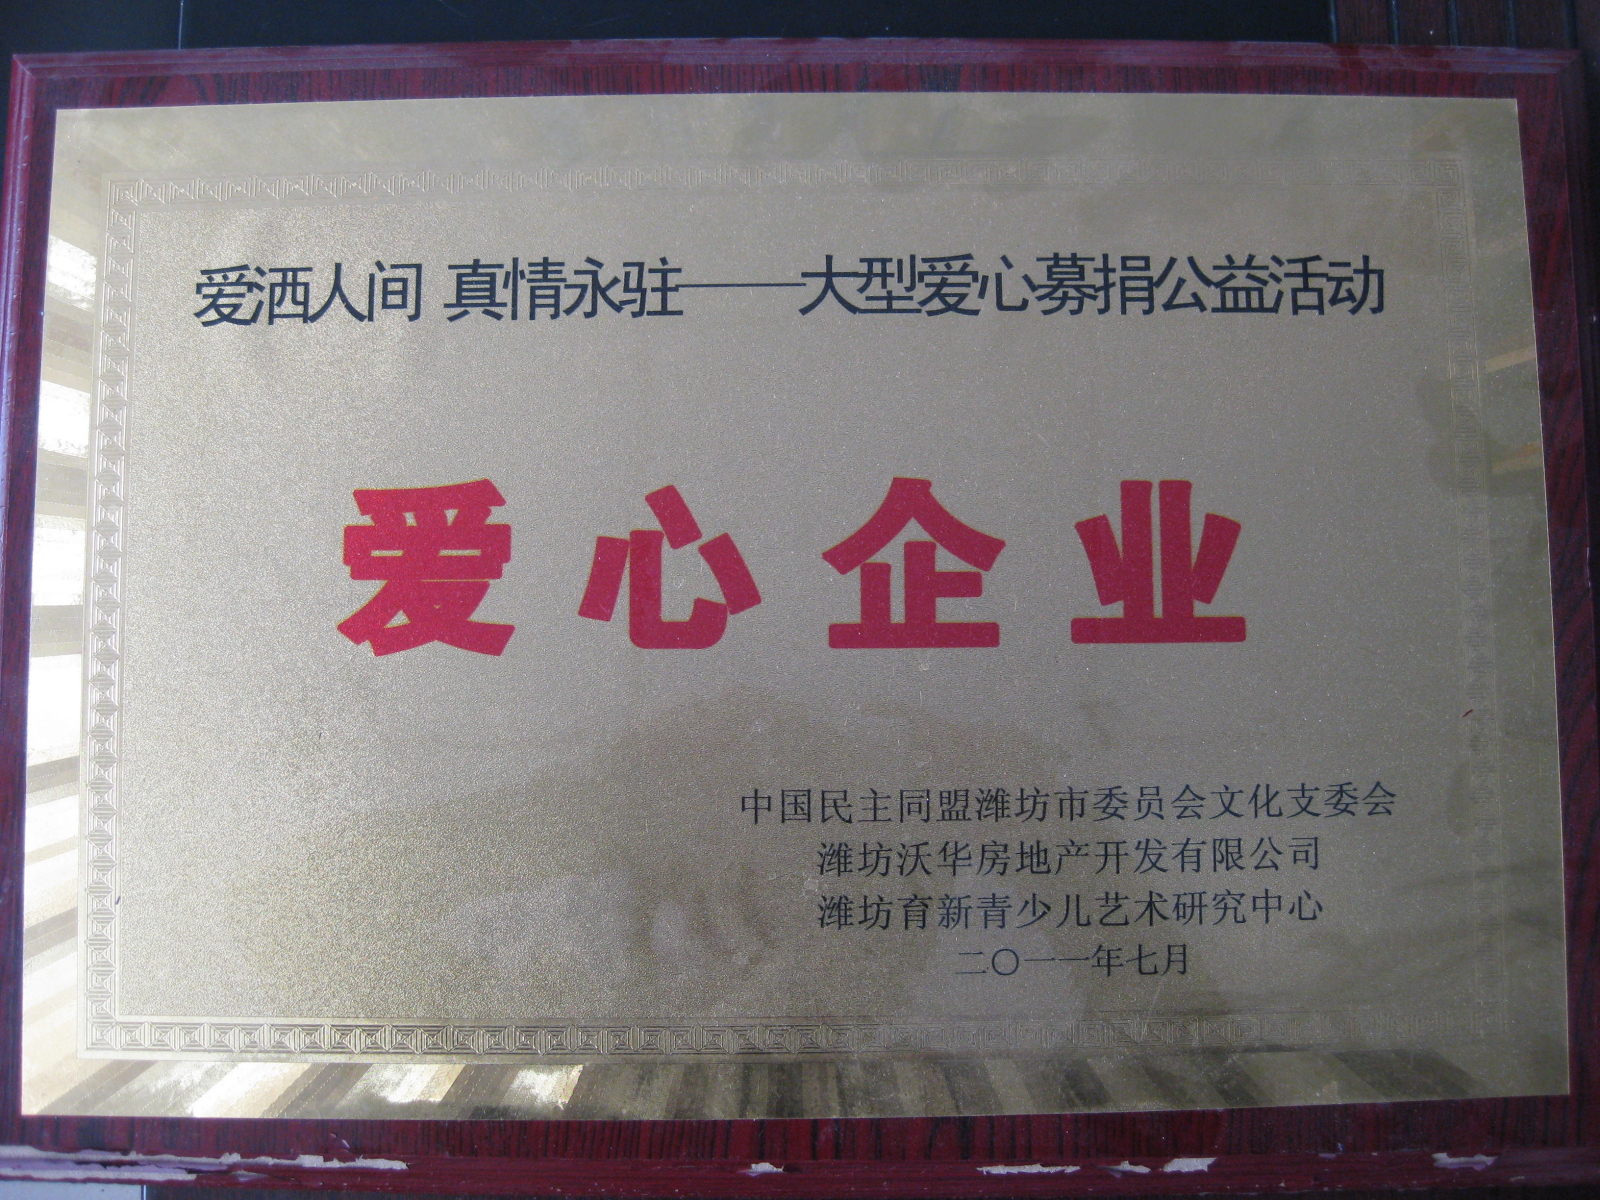 爱洒人间 真情永驻——大型爱心募捐公益活动
爱心企业
中国民主同盟潍坊市委员会文化支委会
潍坊沃华房地产开发有限公司
潍坊育新青少儿艺术研究中心
二〇一一年七月